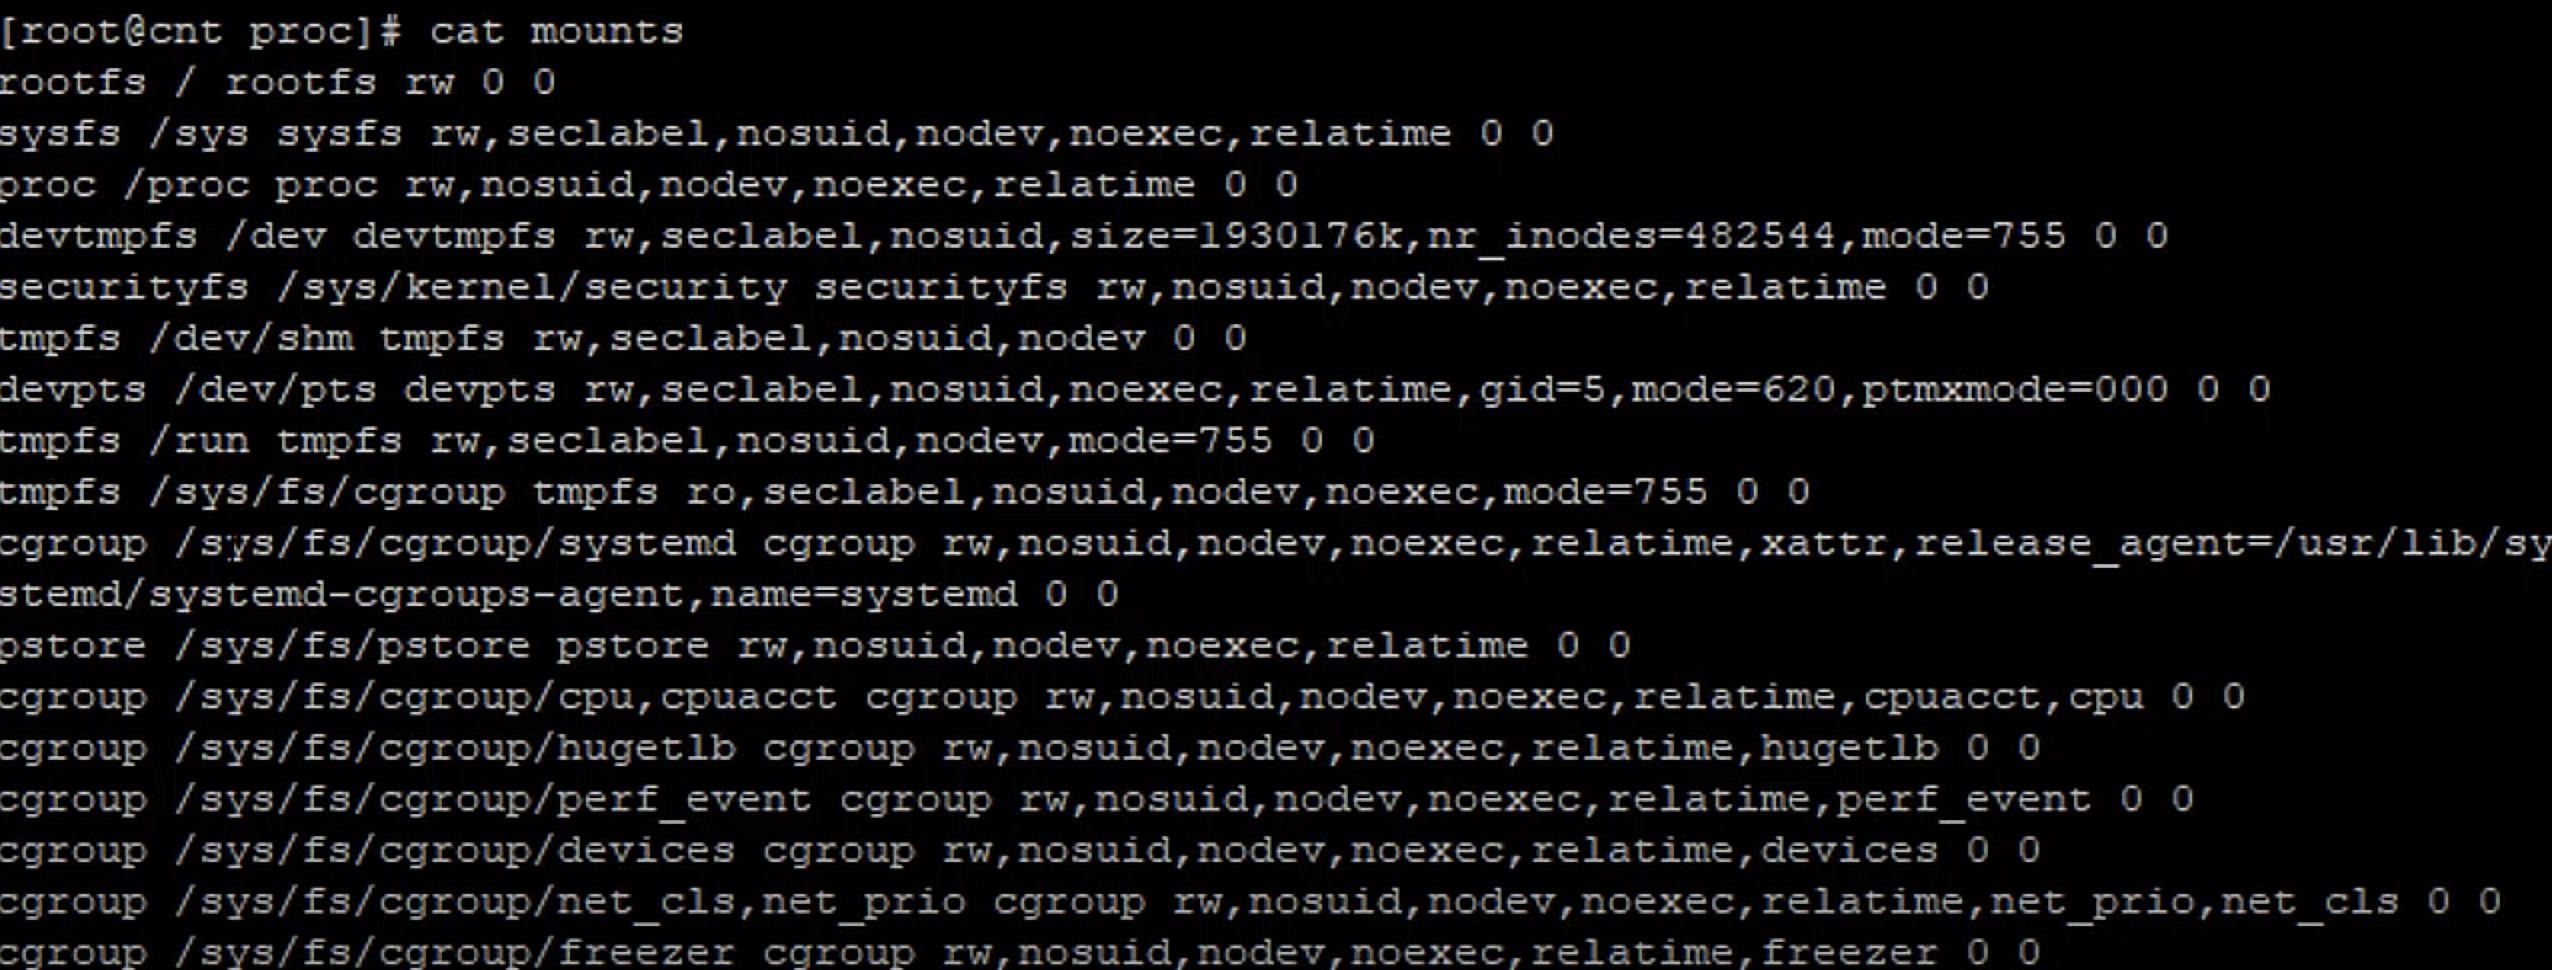 [root@cnt proc]# cat mounts
rootfs / rootfs rw 0 0
sysfs /sys sysfs rw,seclabel,nosuid,nodev,noexec,relatime 0 0
proc /proc proc rw,nosuid,nodev,noexec,relatime 0 0
devtmpfs /dev devtmpfs rw,seclabel,nosuid,size=1930176k,nr_inodes=482544,mode=755 0 0
securityfs /sys/kernel/security securityfs rw,nosuid,nodev,noexec,relatime 0 0
tmpfs /dev/shm tmpfs rw,seclabel,nosuid,nodev 0 0
devpts /dev/pts devpts rw,seclabel,nosuid,noexec,relatime,gid=5,mode=620,ptmxmode=000 0 0
tmpfs /run tmpfs rw,seclabel,nosuid,nodev,mode=755 0 0
tmpfs /sys/fs/cgroup tmpfs ro,seclabel,nosuid,nodev,noexec,mode=755 0 0
cgroup /sys/fs/cgroup/systemd cgroup rw,nosuid,nodev,noexec,relatime,xattr,release_agent=/usr/lib/sy
stemd/systemd-cgroups-agent,name=systemd 0 0
pstore /sys/fs/pstore pstore rw,nosuid,nodev,noexec,relatime 0 0
cgroup /sys/fs/cgroup/cpu,cpuacct cgroup rw,nosuid,nodev,noexec,relatime,cpuacct,cpu 0 0
cgroup /sys/fs/cgroup/hugetlb cgroup rw,nosuid,nodev,noexec,relatime,hugetlb 0 0
cgroup /sys/fs/cgroup/perf_event cgroup rw,nosuid,nodev,noexec,relatime,perf_event 0 0
cgroup /sys/fs/cgroup/devices cgroup rw,nosuid,nodev,noexec,relatime,devices 0 0
cgroup /sys/fs/cgroup/net_cls,net_prio cgroup rw,nosuid,nodev,noexec,relatime,net_prio,net_cls 0 0
cgroup /sys/fs/cgroup/freezer cgroup rw,nosuid,nodev,noexec,relatime,freezer 0 0